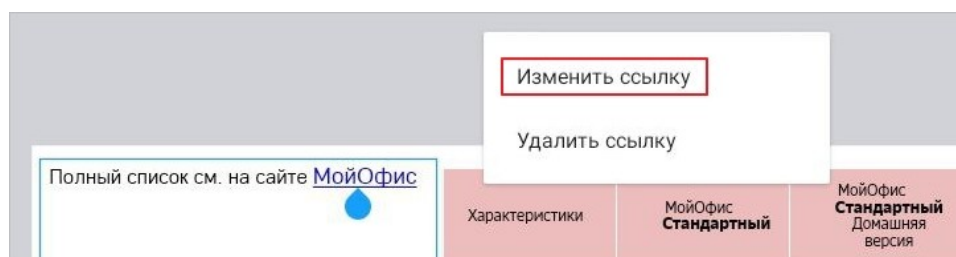 Изменить ссылку
Удалить ссылку
Полный список см. на сайте МойОфис
Характеристики
МойОфис
Стандартный
МойОфис
Стандартный
Домашняя
версия